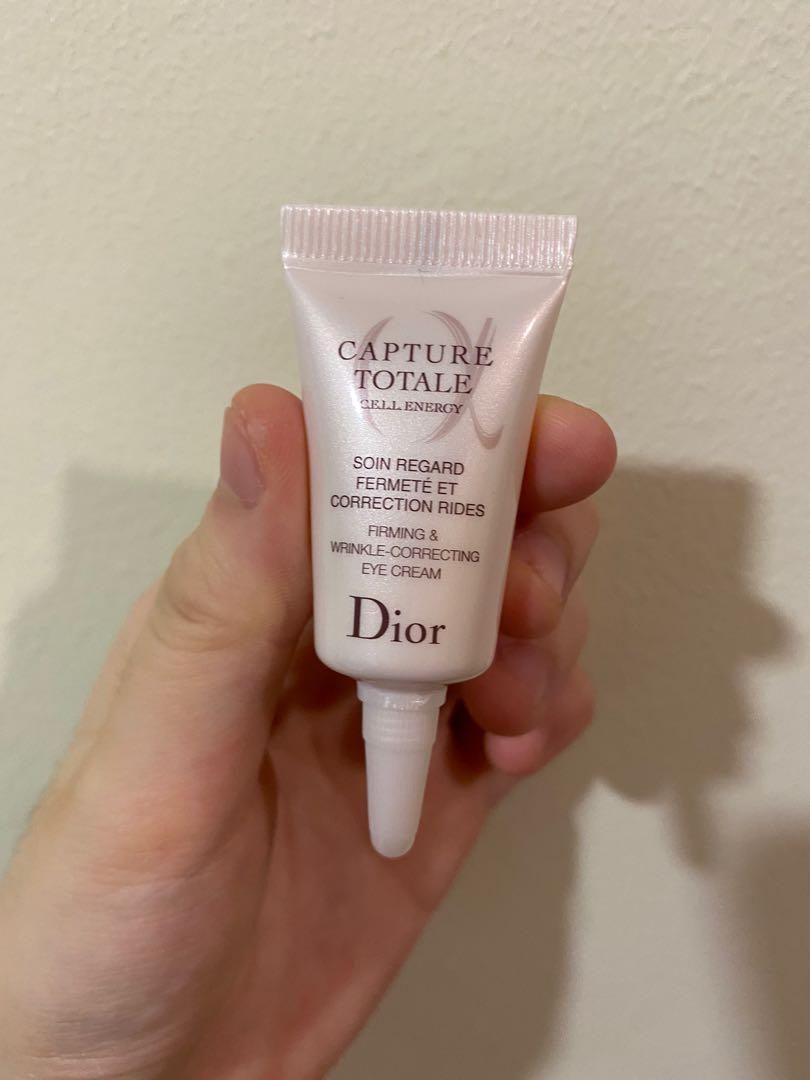 CAPTURE
TOTALE
CELL ENERGY
SOIN REGARD
FERMETÉ ET
CORRECTION RIDES
FIRMING &
WRINKLE-CORRECTING
EYE CREAM
Dior